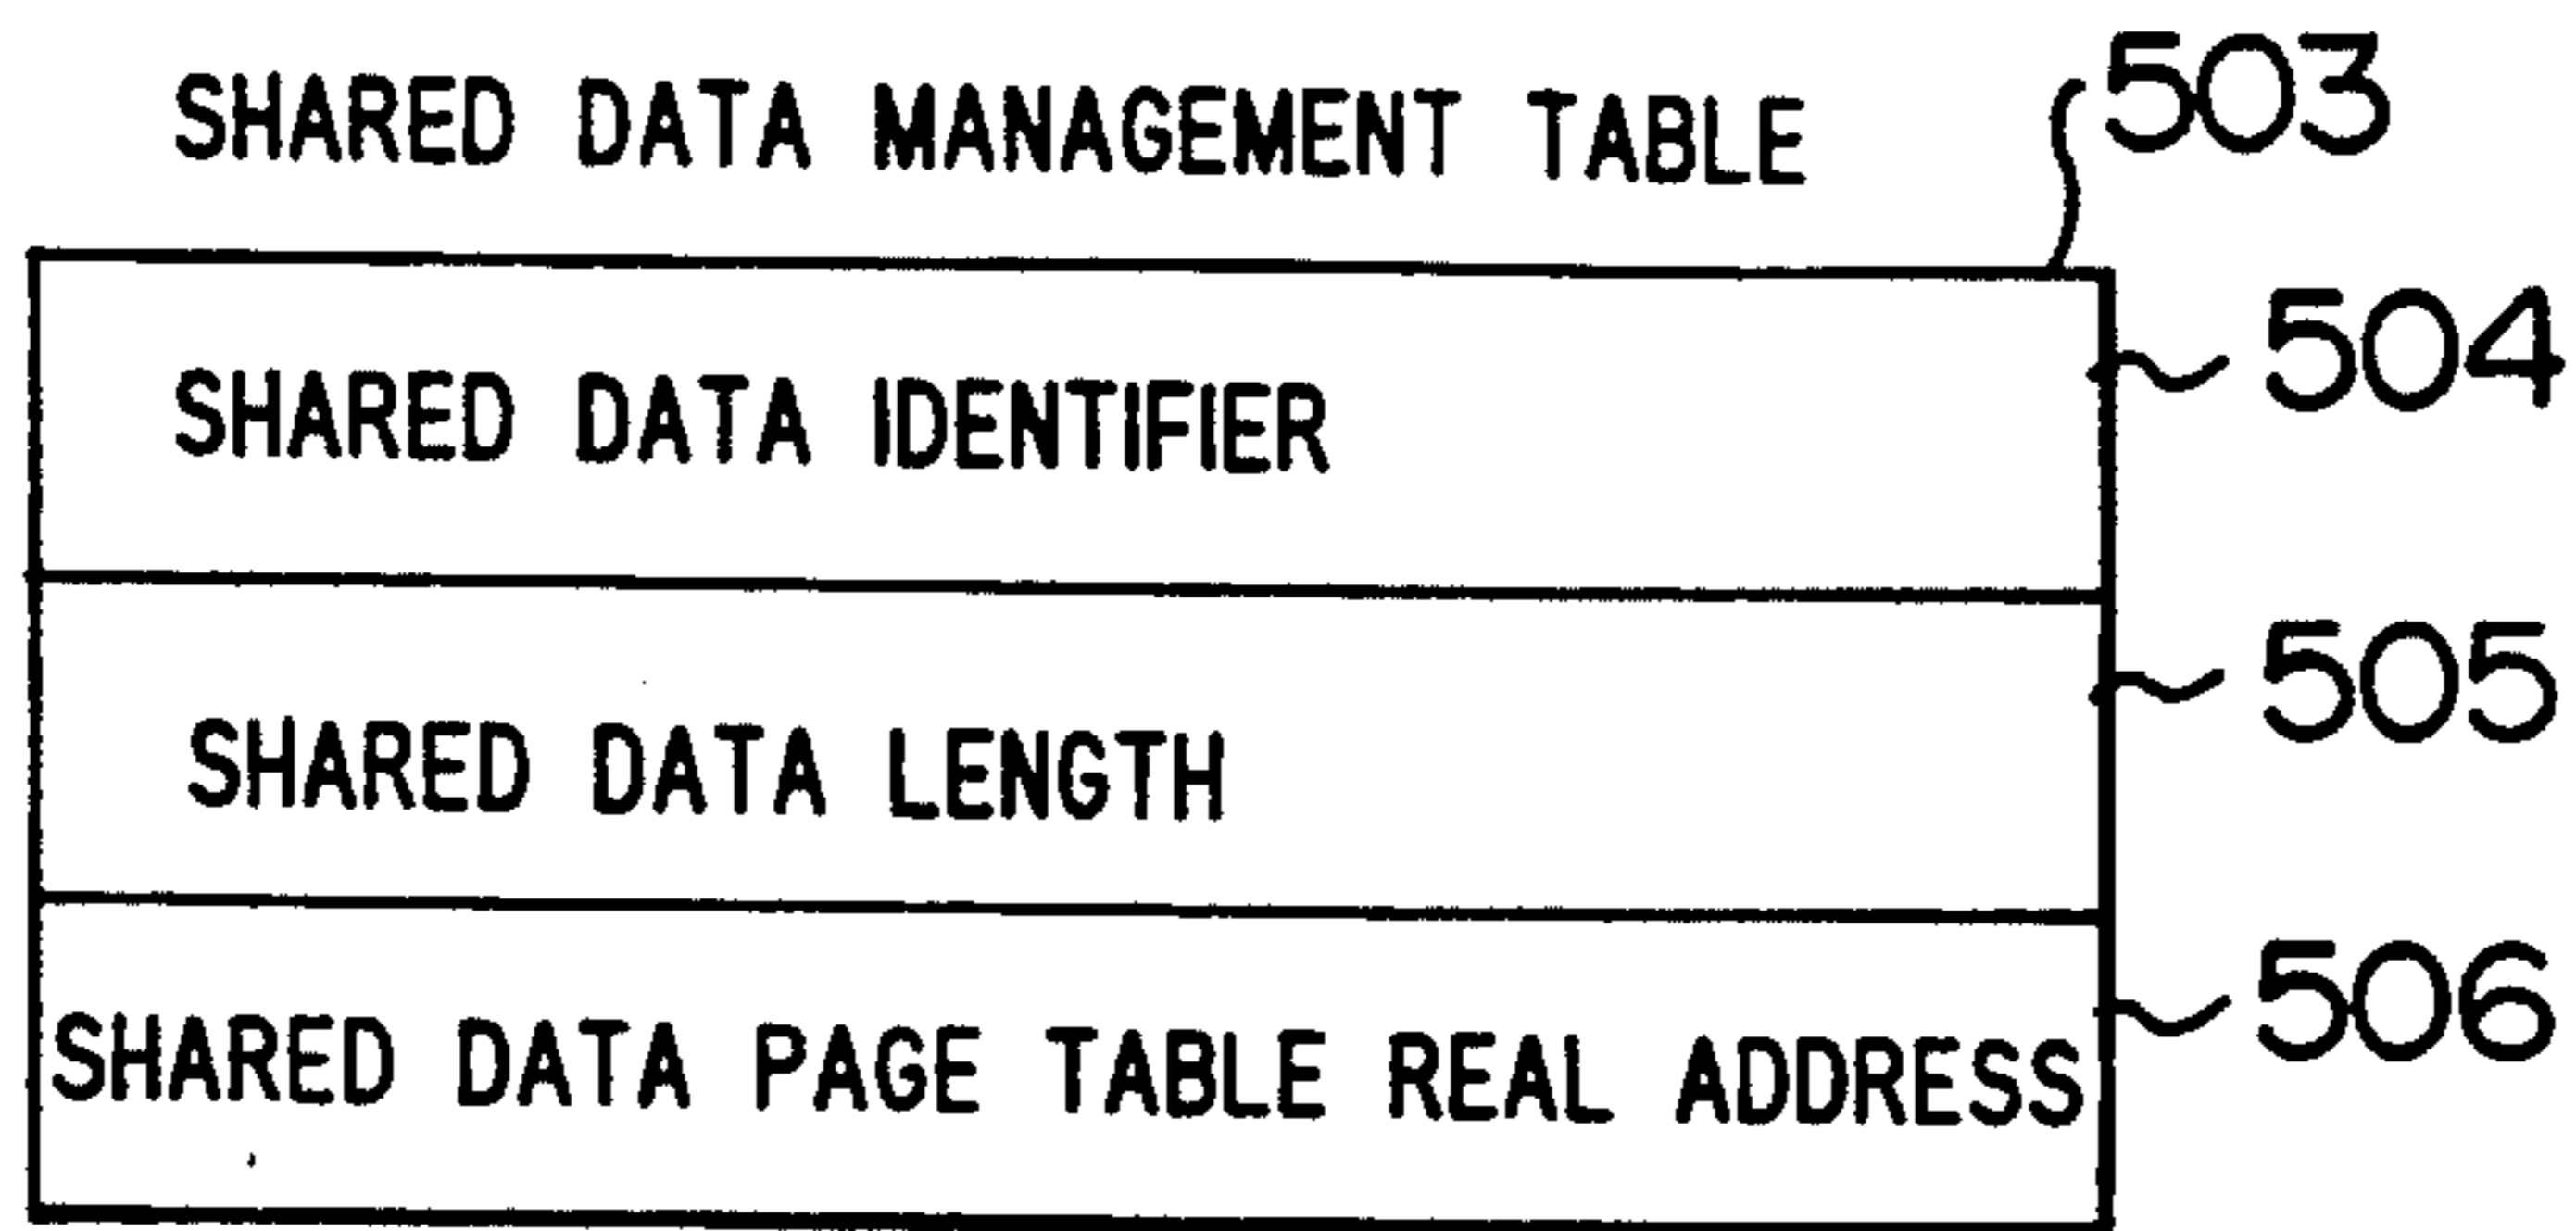 SHARED DATA MANAGEMENT TABLE 503
SHARED DATA IDENTIFIER 504
SHARED DATA LENGTH 505
SHARED DATA PAGE TABLE REAL ADDRESS 506